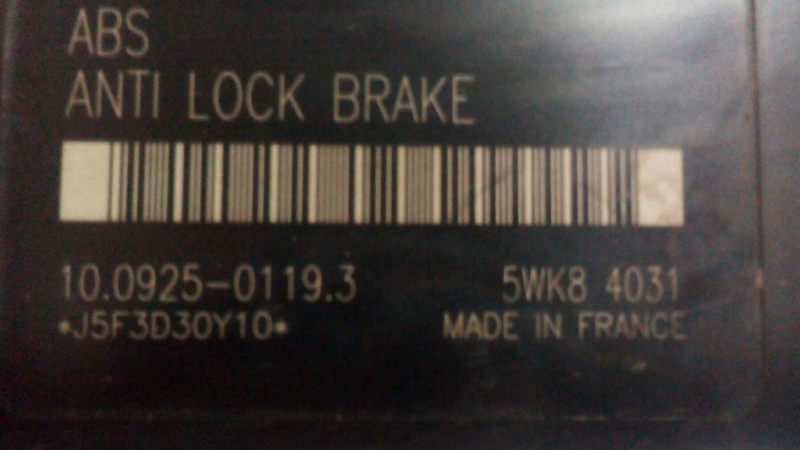 ABS
ANTI LOCK BRAKE
10.0925-0119.3 5WK8 4031
*J5F3D30Y10* MADE IN FRANCE